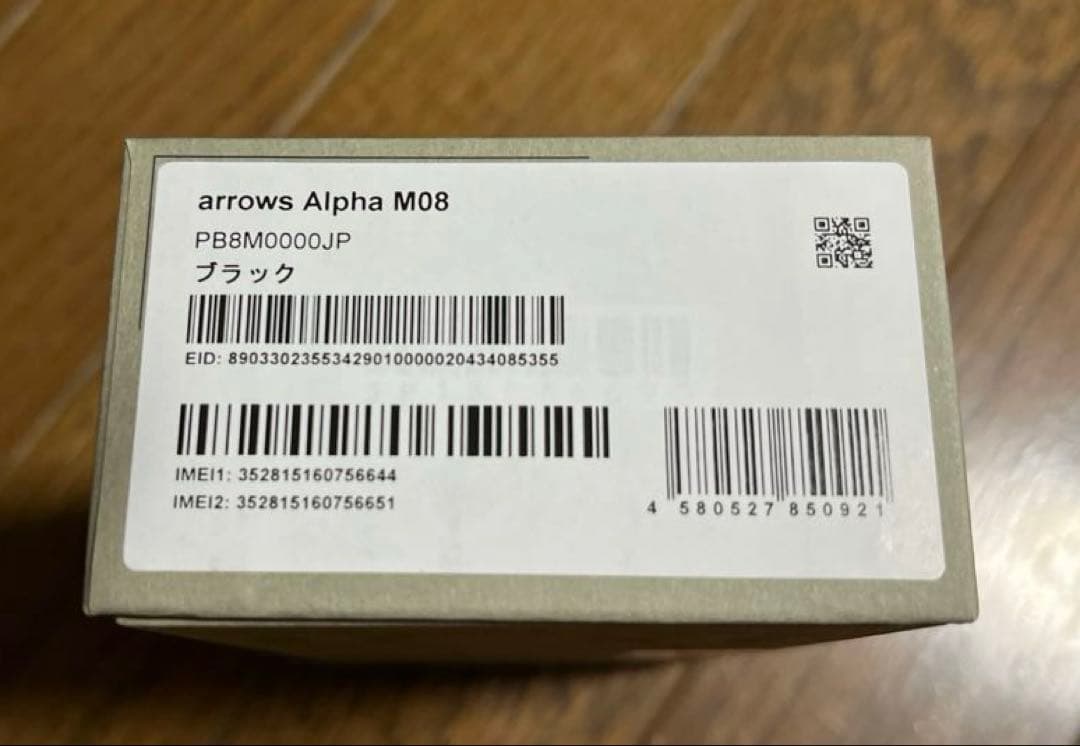 arrows Alpha M08
PB8M0000JP
ブラック
EID: 89033023553429010000020434085355
IMEI1: 352815160756644
IMEI2: 352815160756651
4 580527 850921